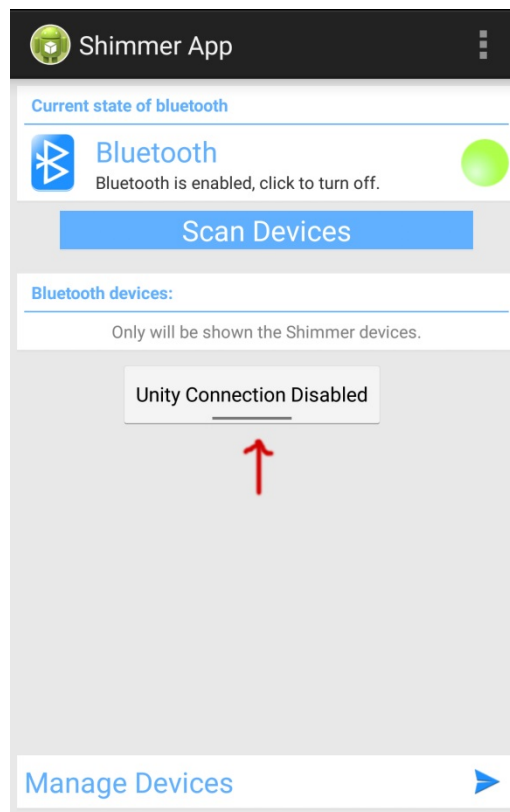 Shimmer App
Current state of bluetooth
Bluetooth
Bluetooth is enabled, click to turn off.
Scan Devices
Bluetooth devices:
Only will be shown the Shimmer devices.
Unity Connection Disabled
Manage Devices